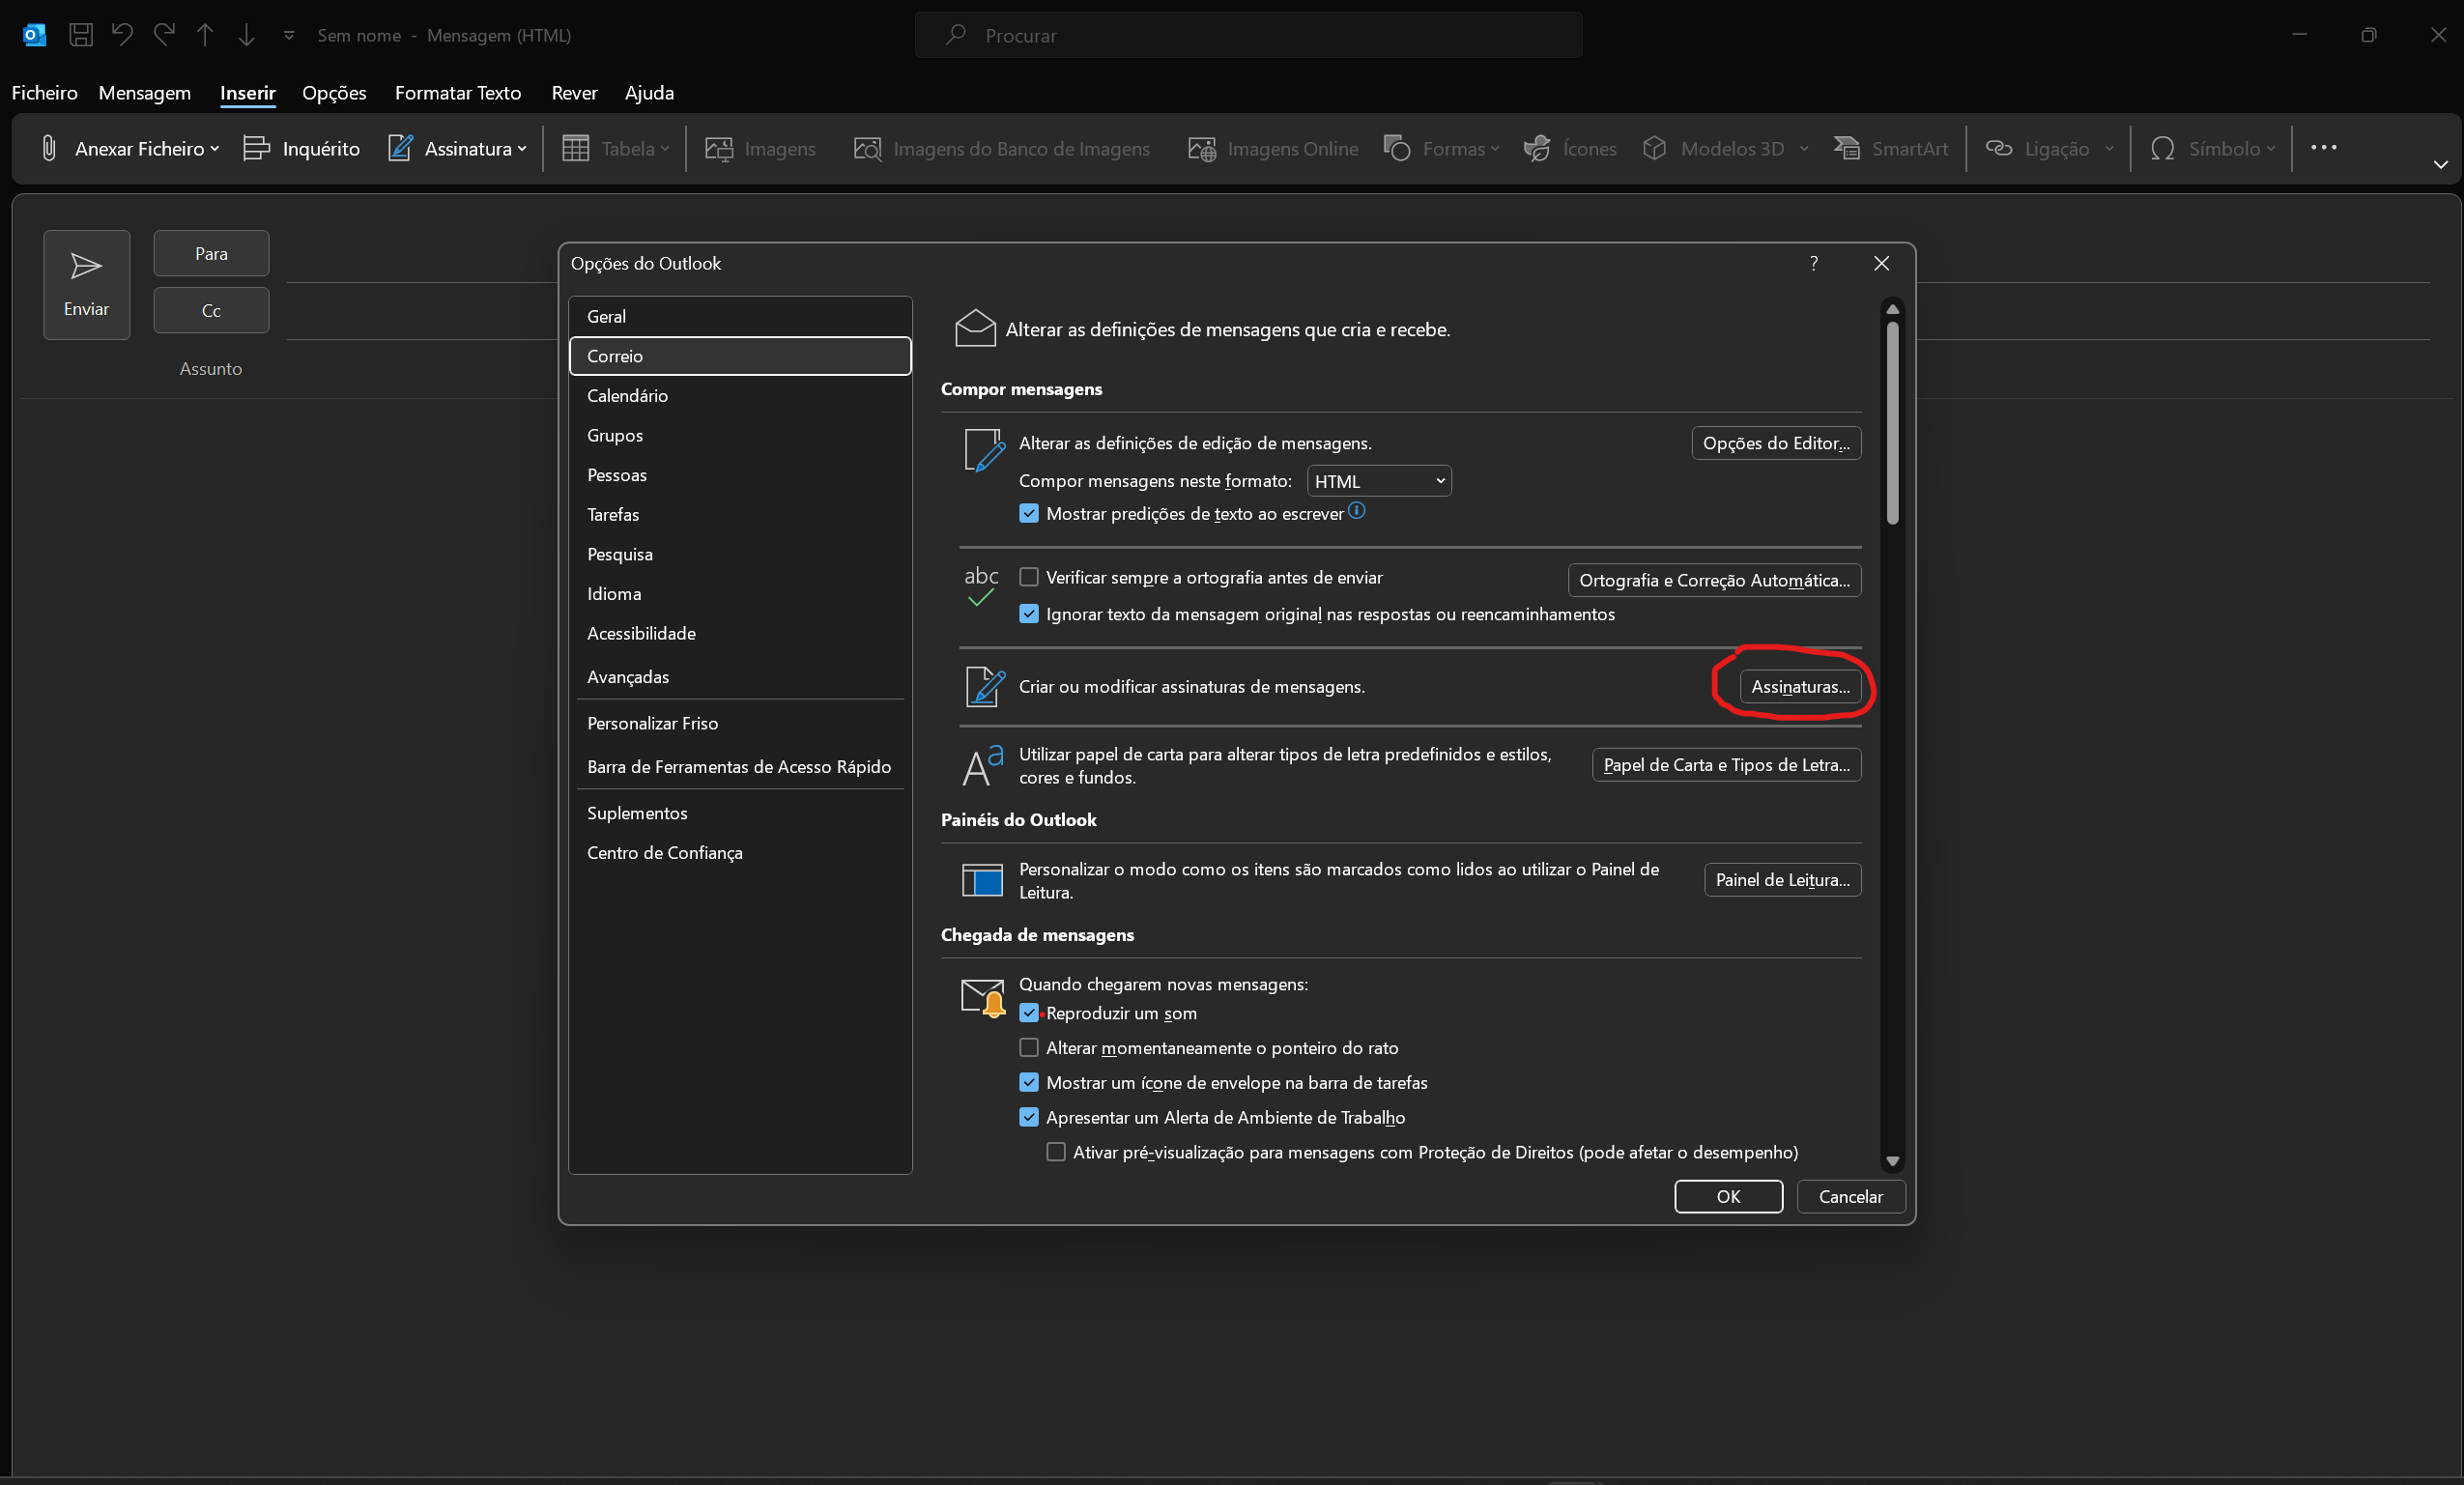 Sem nome - Mensagem (HTML)
Procurar
Ficheiro Mensagem Inserir Opções Formatar Texto Rever Ajuda
Anexar Ficheiro Inquérito Assinatura Tabela Imagens Imagens do Banco de Imagens Imagens Online Formas Ícones Modelos 3D SmartArt Ligação Símbolo
Enviar
Para
Cc
Assunto
Opções do Outlook
?
Geral
Correio
Calendário
Grupos
Pessoas
Tarefas
Pesquisa
Idioma
Acessibilidade
Avançadas
Personalizar Friso
Barra de Ferramentas de Acesso Rápido
Suplementos
Centro de Confiança
Alterar as definições de mensagens que cria e recebe.
Compor mensagens
Alterar as definições de edição de mensagens.
Opções do Editor...
Compor mensagens neste formato: HTML
Mostrar predições de texto ao escrever
abc
Verificar sempre a ortografia antes de enviar
Ortografia e Correção Automática...
Ignorar texto da mensagem original nas respostas ou reencaminhamentos
Criar ou modificar assinaturas de mensagens.
Assinaturas...
Utilizar papel de carta para alterar tipos de letra predefinidos e estilos,
cores e fundos.
Papel de Carta e Tipos de Letra...
Painéis do Outlook
Personalizar o modo como os itens são marcados como lidos ao utilizar o Painel de
Leitura.
Painel de Leitura...
Chegada de mensagens
Quando chegarem novas mensagens:
Reproduzir um som
Alterar momentaneamente o ponteiro do rato
Mostrar um ícone de envelope na barra de tarefas
Apresentar um Alerta de Ambiente de Trabalho
Ativar pré-visualização para mensagens com Proteção de Direitos (pode afetar o desempenho)
OK
Cancelar